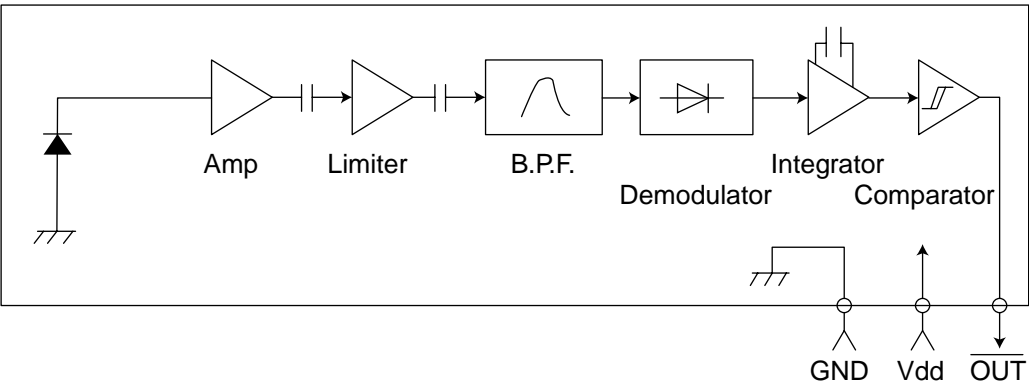 Amp
Limiter
B.P.F.
Demodulator
Integrator
Comparator
GND
Vdd
OUT